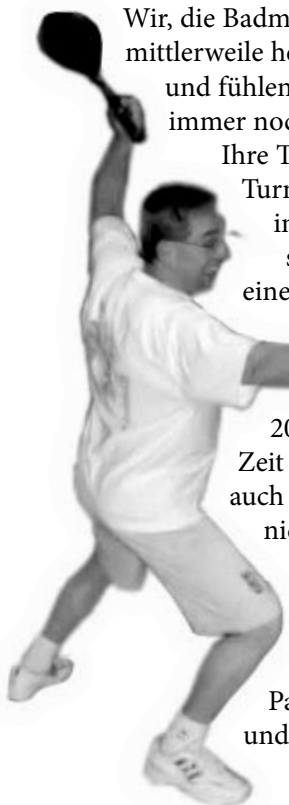 Wir, die Badm
mittlerweile he
und fühlen
immer noc
Ihre T
Turn
in
s
eine
20
Zeit
auch
nic
Pa
und